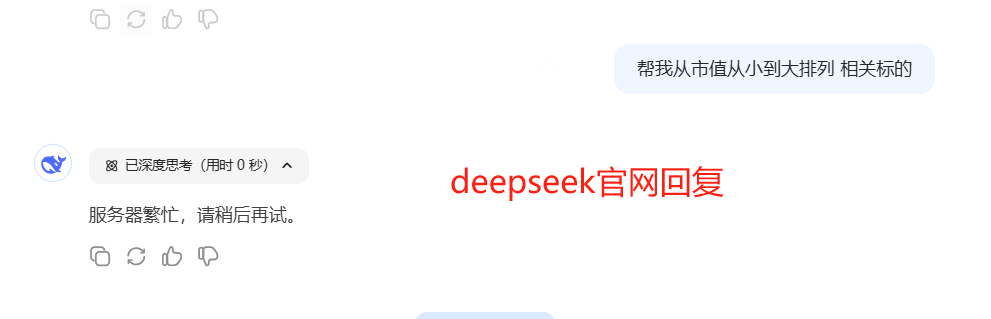 帮我从市值从小到大排列 相关标的
已深度思考（用时 0 �）
deepseek官网回复
服务器繁忙，请稍后再试。